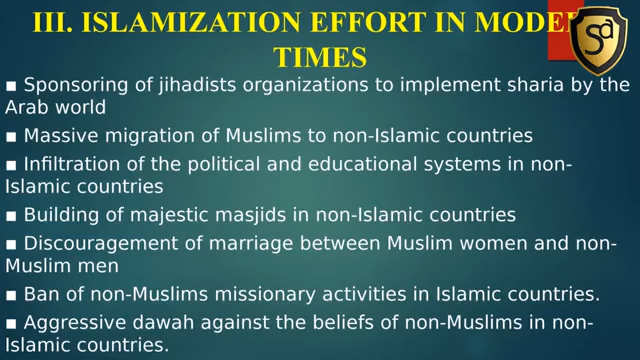 III. ISLAMIZATION EFFORT IN MODE
TIMES
Sa
▪ Sponsoring of jihadists organizations to implement sharia by the
Arab world
▪ Massive migration of Muslims to non-Islamic countries
▪ Infiltration of the political and educational systems in non-
Islamic countries
▪ Building of majestic masjids in non-Islamic countries
▪ Discouragement of marriage between Muslim women and non-
Muslim men
▪ Ban of non-Muslims missionary activities in Islamic countries.
▪ Aggressive dawah against the beliefs of non-Muslims in non-
Islamic countries.